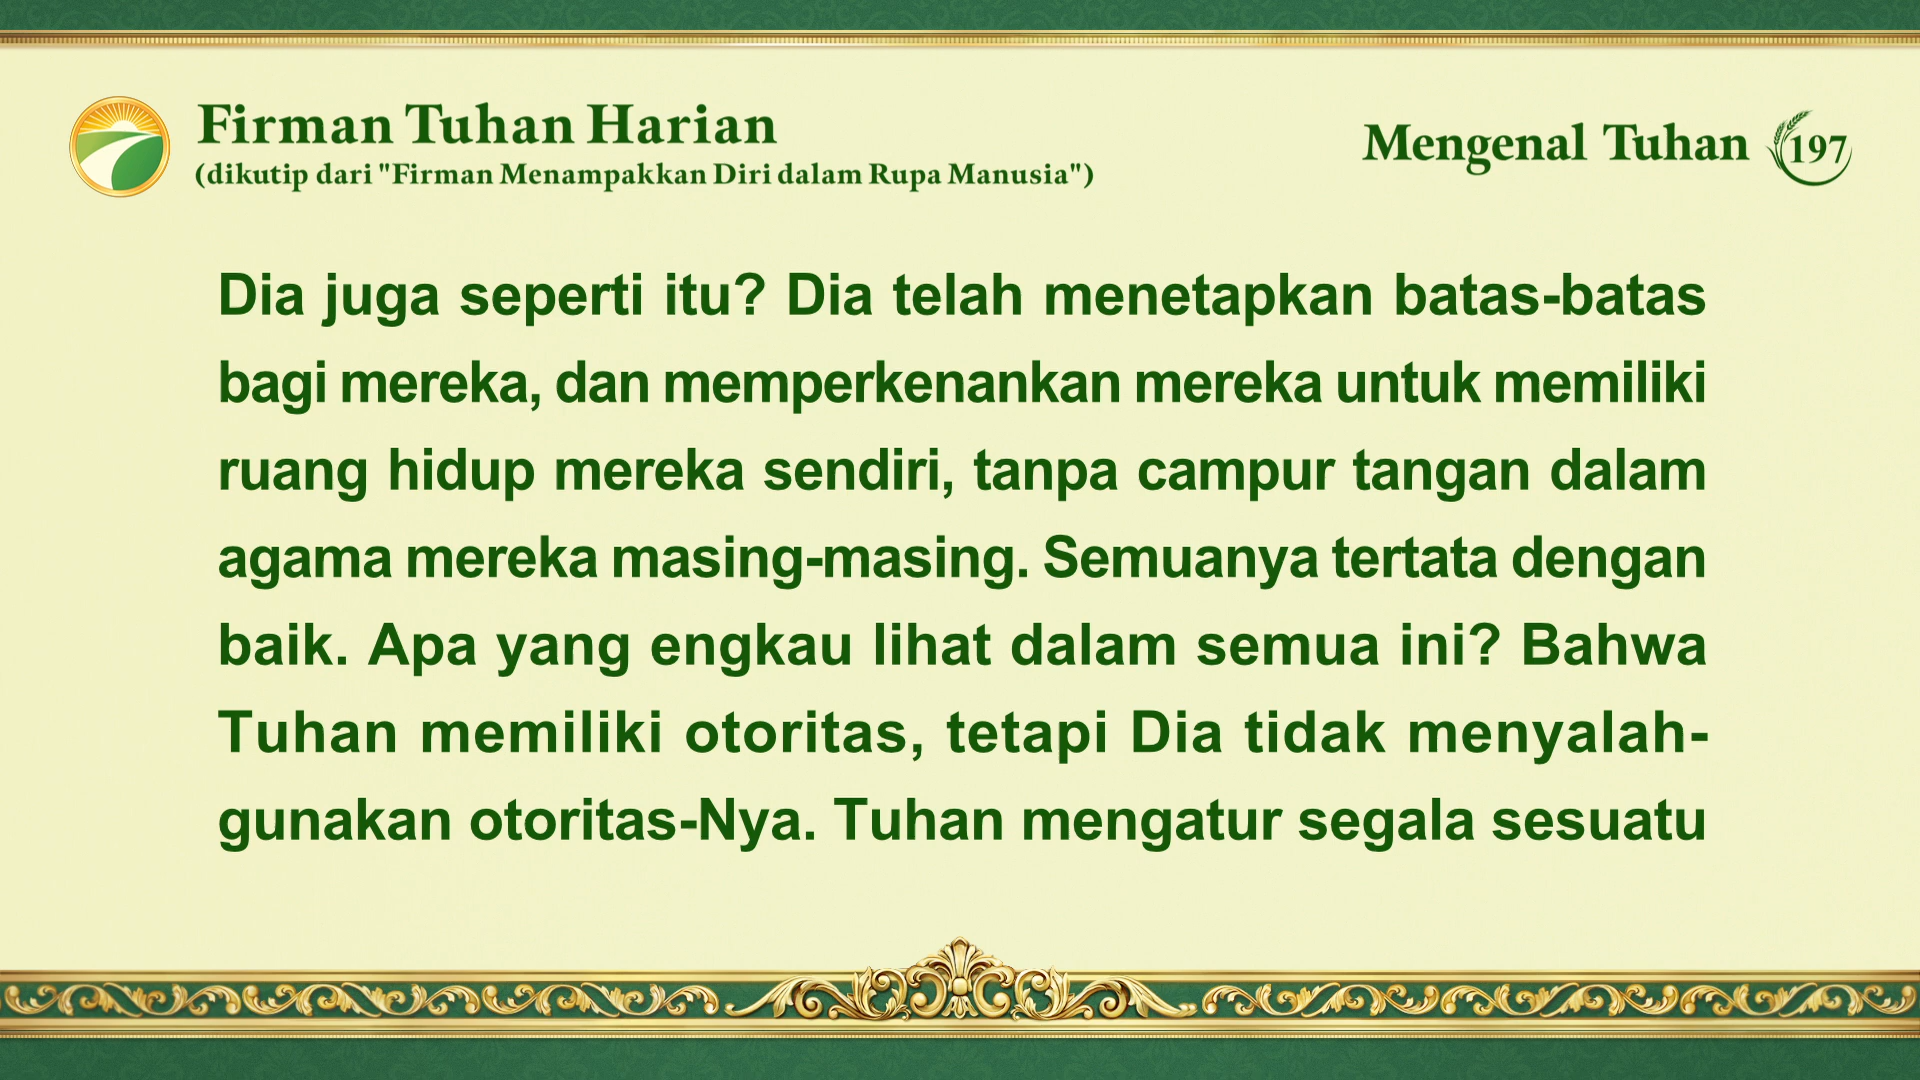 Firman Tuhan Harian
(dikutip dari "Firman Menampakkan Diri dalam Rupa Manusia")
Mengenal Tuhan 197
Dia juga seperti itu? Dia telah menetapkan batas-batas
bagi mereka, dan memperkenankan mereka untuk memiliki
ruang hidup mereka sendiri, tanpa campur tangan dalam
agama mereka masing-masing. Semuanya tertata dengan
baik. Apa yang engkau lihat dalam semua ini? Bahwa
Tuhan memiliki otoritas, tetapi Dia tidak menyalah-
gunakan otoritas-Nya. Tuhan mengatur segala sesuatu